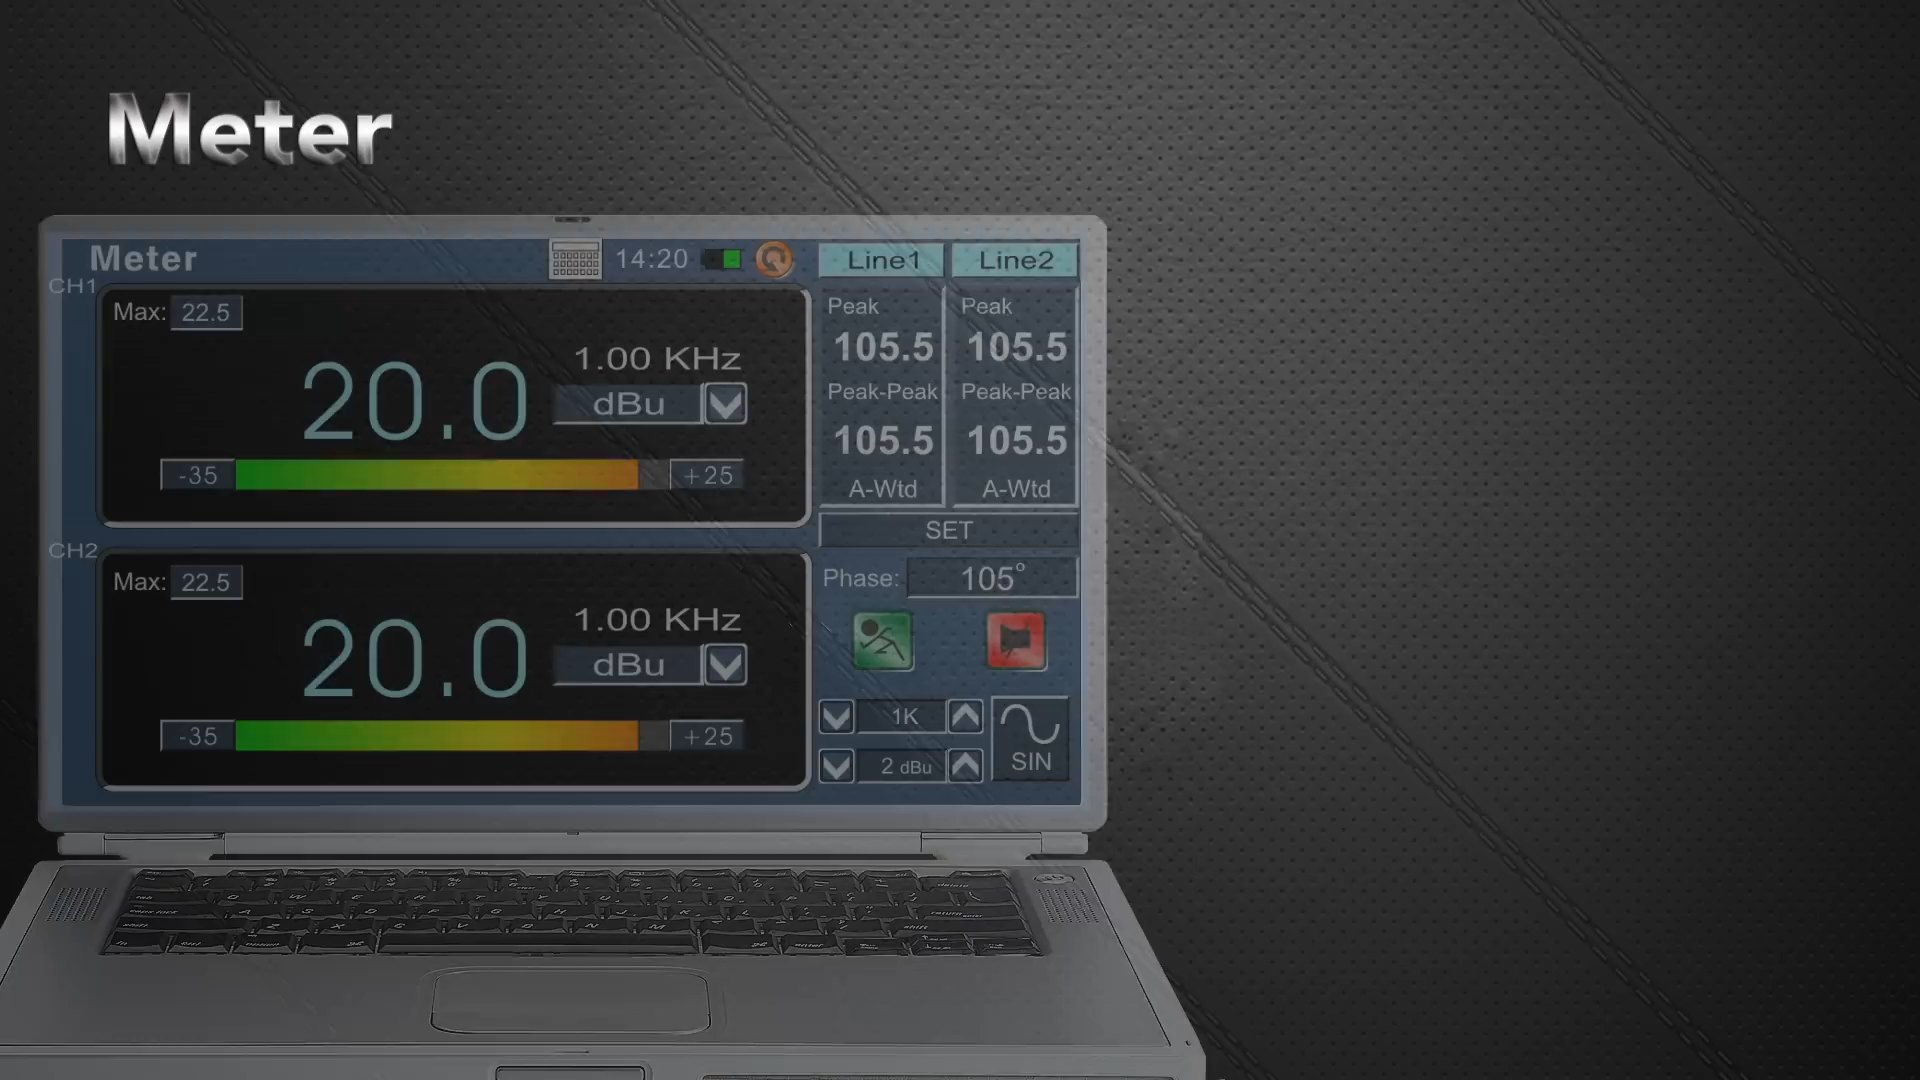 Meter
Meter
14:20
Line1
Line2
CH1
Max: 22.5
20.0
1.00 KHz
dBu
-35
+25
Peak
105.5
Peak-Peak
105.5
A-Wtd
Peak
105.5
Peak-Peak
105.5
A-Wtd
SET
CH2
Max: 22.5
20.0
1.00 KHz
dBu
-35
+25
Phase: 105°
1K
2 dBu
SIN